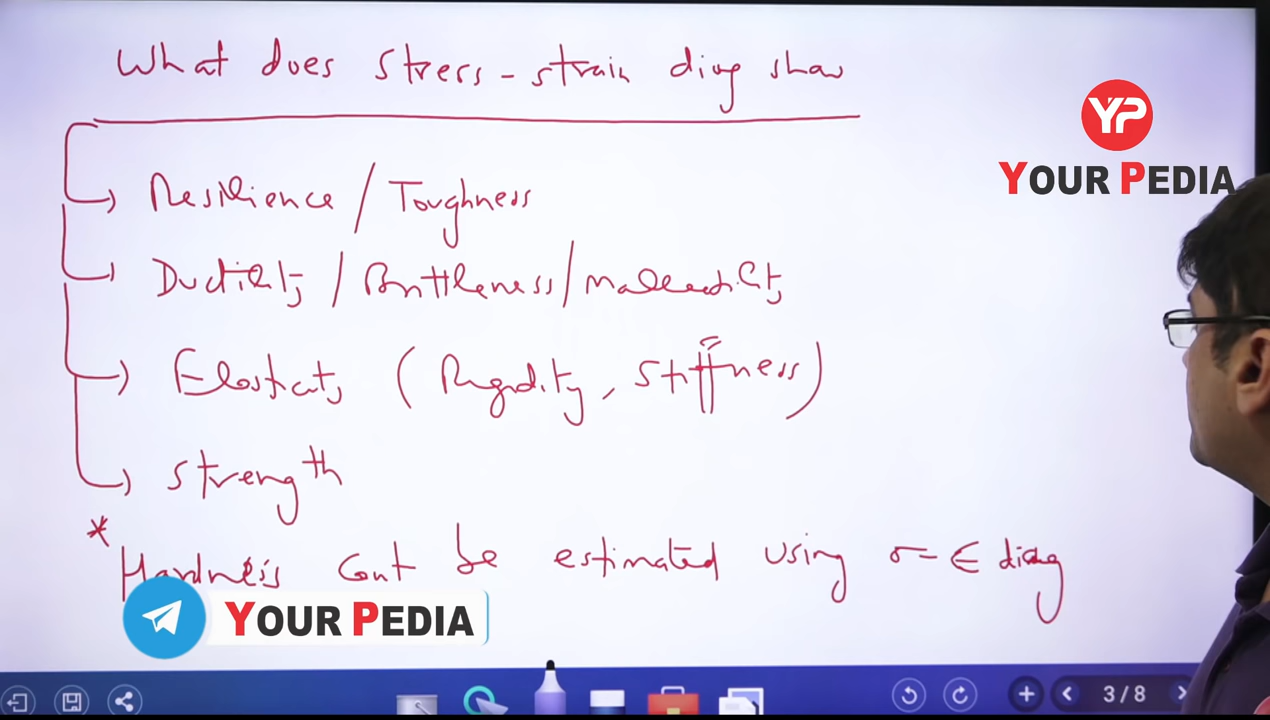 What does stress - strain diag show
YP
YOUR PEDIA
Resilience / Toughness
Ductility / Brittleness / Malleability
Elasticity (Rigidity, Stiffness)
Strength
* Hardness can't be estimated using σ - ∈ diag
YOUR PEDIA
3 / 8